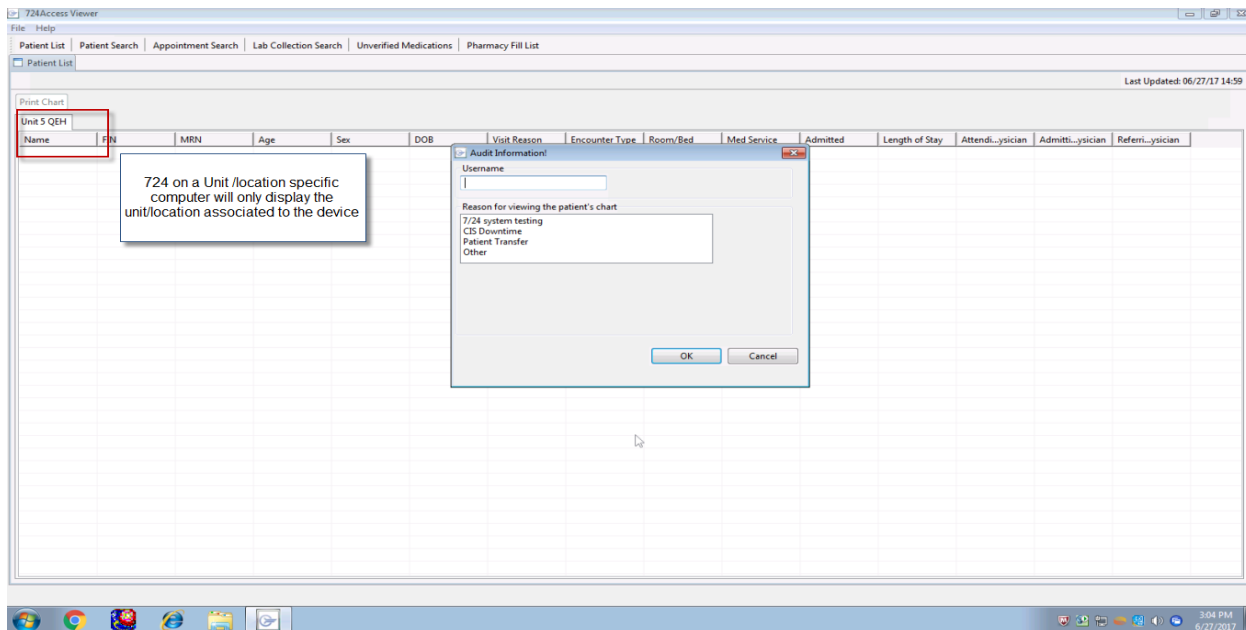 724Access Viewer
File Help
Patient List Patient Search Appointment Search Lab Collection Search Unverified Medications Pharmacy Fill List
Patient List
Last Updated: 06/27/17 14:59
Print Chart
Unit 5 QEH
Name FIN MRN Age Sex DOB Visit Reason Encounter Type Room/Bed Med Service Admitted Length of Stay Attendi...ysician Admitti...ysician Referri...ysician
724 on a Unit /location specific
computer will only display the
unit/location associated to the device
Audit Information!
Username
Reason for viewing the patient's chart
7/24 system testing
CIS Downtime
Patient Transfer
Other
OK Cancel
3:04 PM
6/27/2017